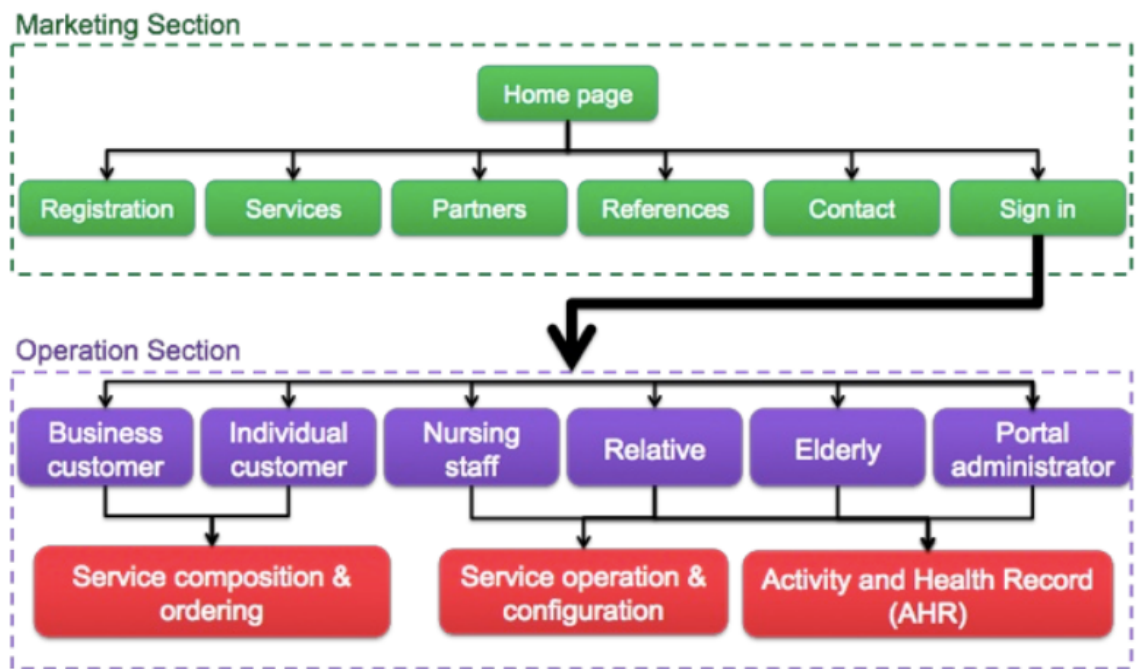 Marketing Section
Home page
Registration
Services
Partners
References
Contact
Sign in
Operation Section
Business
customer
Individual
customer
Nursing
staff
Relative
Elderly
Portal
administrator
Service composition &
ordering
Service operation &
configuration
Activity and Health Record
(AHR)